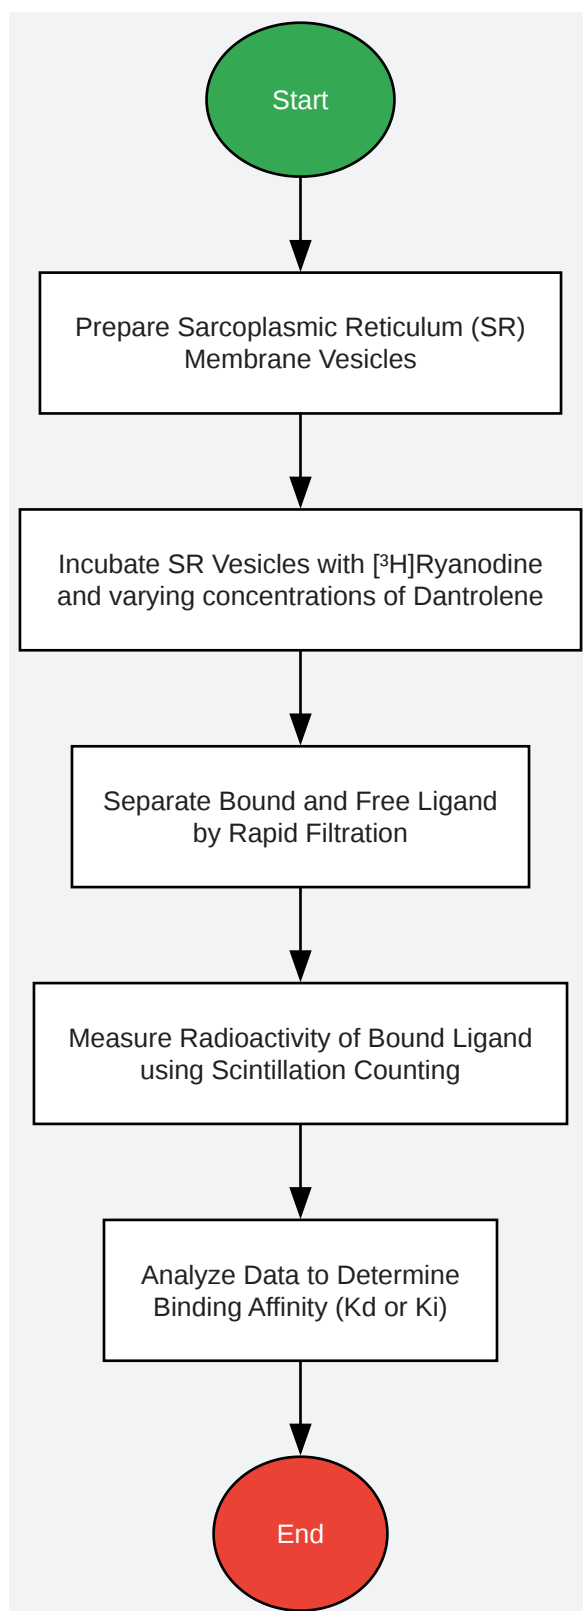 Start
Prepare Sarcoplasmic Reticulum (SR)
Membrane Vesicles
Incubate SR Vesicles with [³H]Ryanodine
and varying concentrations of Dantrolene
Separate Bound and Free Ligand
by Rapid Filtration
Measure Radioactivity of Bound Ligand
using Scintillation Counting
Analyze Data to Determine
Binding Affinity (Kd or Ki)
End